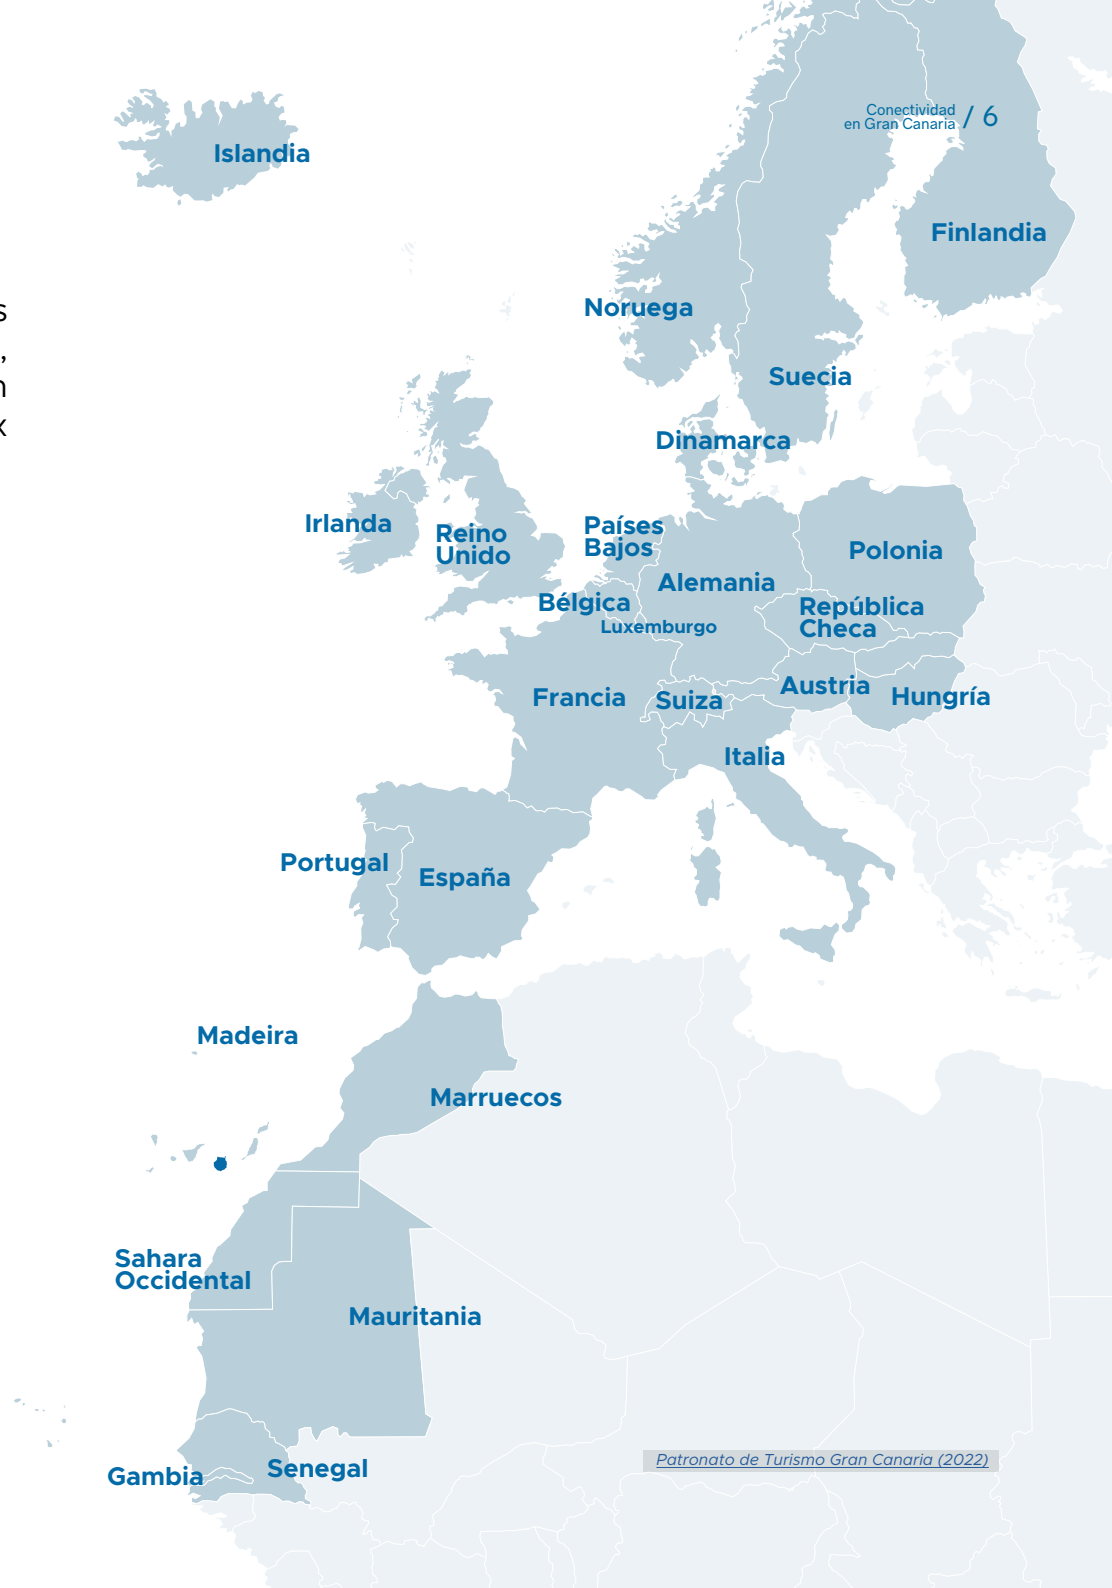 Conectividad
en Gran Canaria / 6
Islandia
Finlandia
s
Noruega
,
n
Suecia
x
Dinamarca
Irlanda
Reino
Unido
Países
Bajos
Polonia
Alemania
Bélgica
República
Checa
Luxemburgo
Austria
Hungría
Francia
Suiza
Italia
Portugal
España
Madeira
Marruecos
Sahara
Occidental
Mauritania
Patronato de Turismo Gran Canaria (2022)
Gambia
Senegal